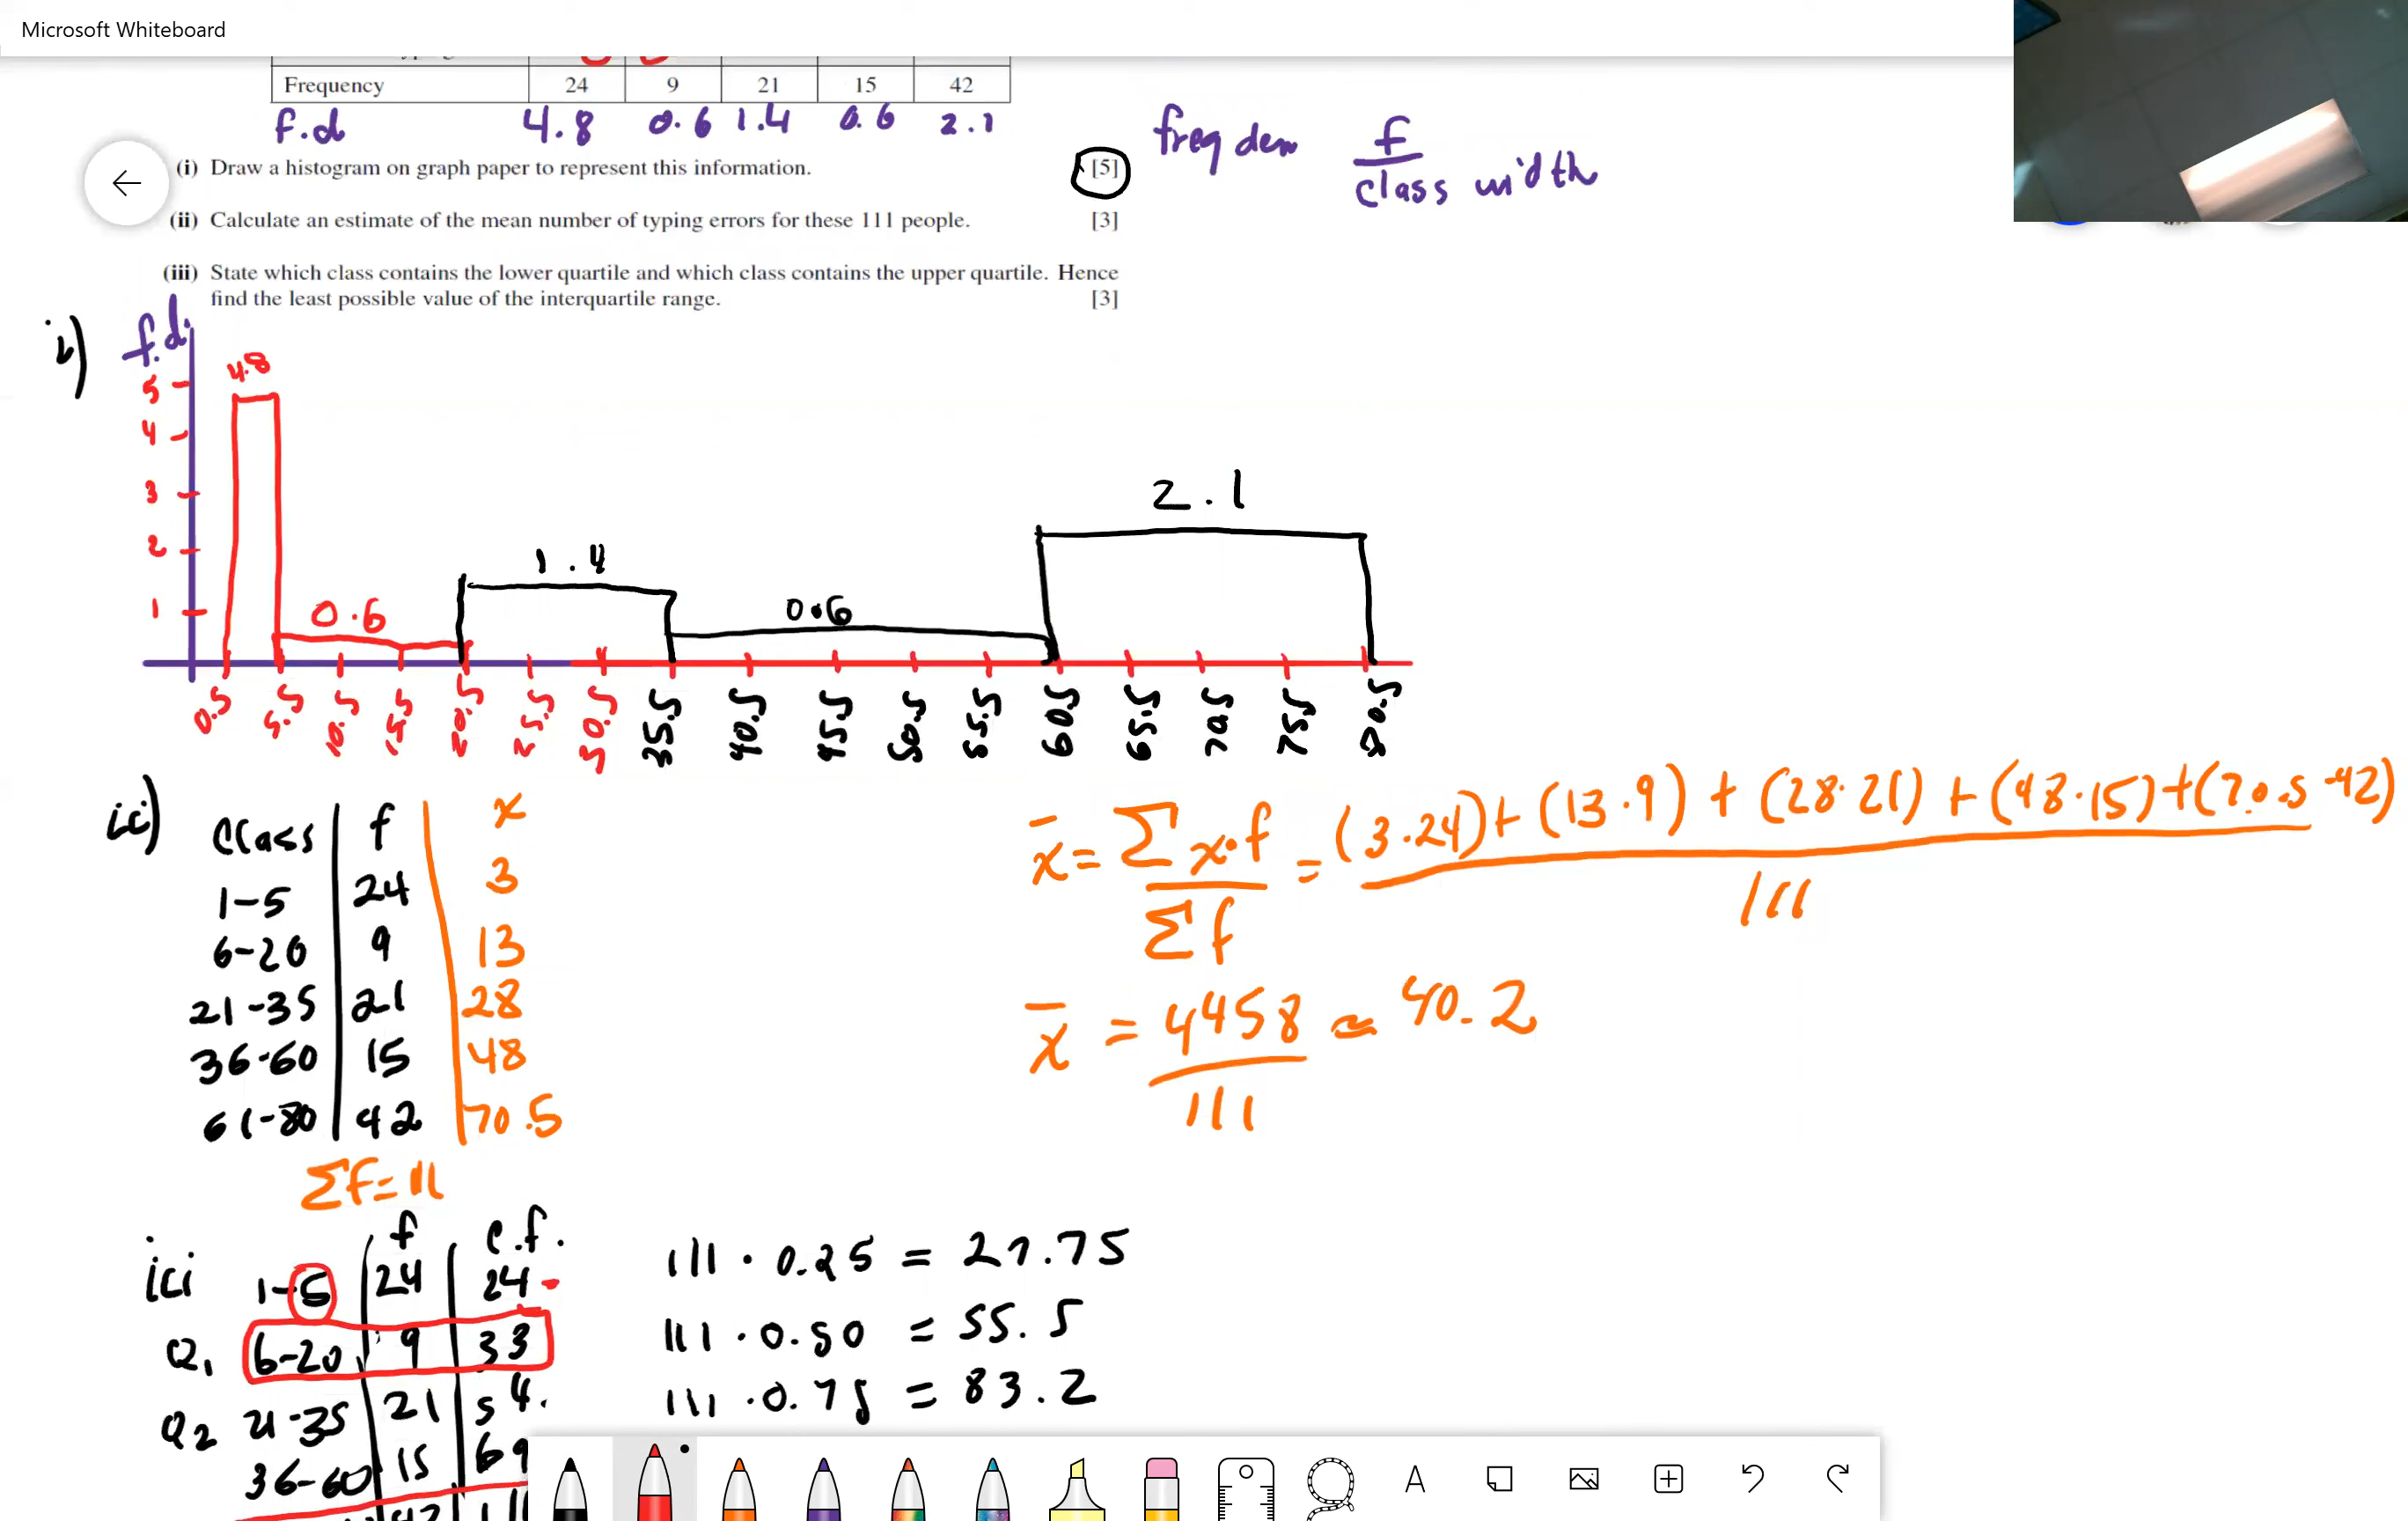 Microsoft Whiteboard
Frequency 24 9 21 15 42
f.d 4.8 0.6 1.4 0.6 2.1
freq den f
class width
(i) Draw a histogram on graph paper to represent this information. [5]
(ii) Calculate an estimate of the mean number of typing errors for these 111 people. [3]
(iii) State which class contains the lower quartile and which class contains the upper quartile. Hence
find the least possible value of the interquartile range. [3]
i) f.d.
4.8
5
4
3
2
1
0.6
1.4
0.6
2.1
0.5 5.5 10.5 15.5 20.5 25.5 30.5 35.5 40.5 45.5 50.5 55.5 60.5 65.5 70.5 75.5 80.5
ii) Class f x
1-5 24 3
6-20 9 13
21-35 21 28
36-60 15 48
61-80 42 70.5
Σf=111
x̄ = Σx·f = (3·24)+(13·9)+(28·21)+(48·15)+(70.5·42)
Σf 111
x̄ = 4458 ≈ 40.2
111
iii f c.f.
1-5 24 24
Q1 6-20 9 33
Q2 21-35 21 54.
36-60 15 69
111 · 0.25 = 27.75
111 · 0.50 = 55.5
111 · 0.75 = 83.2
A